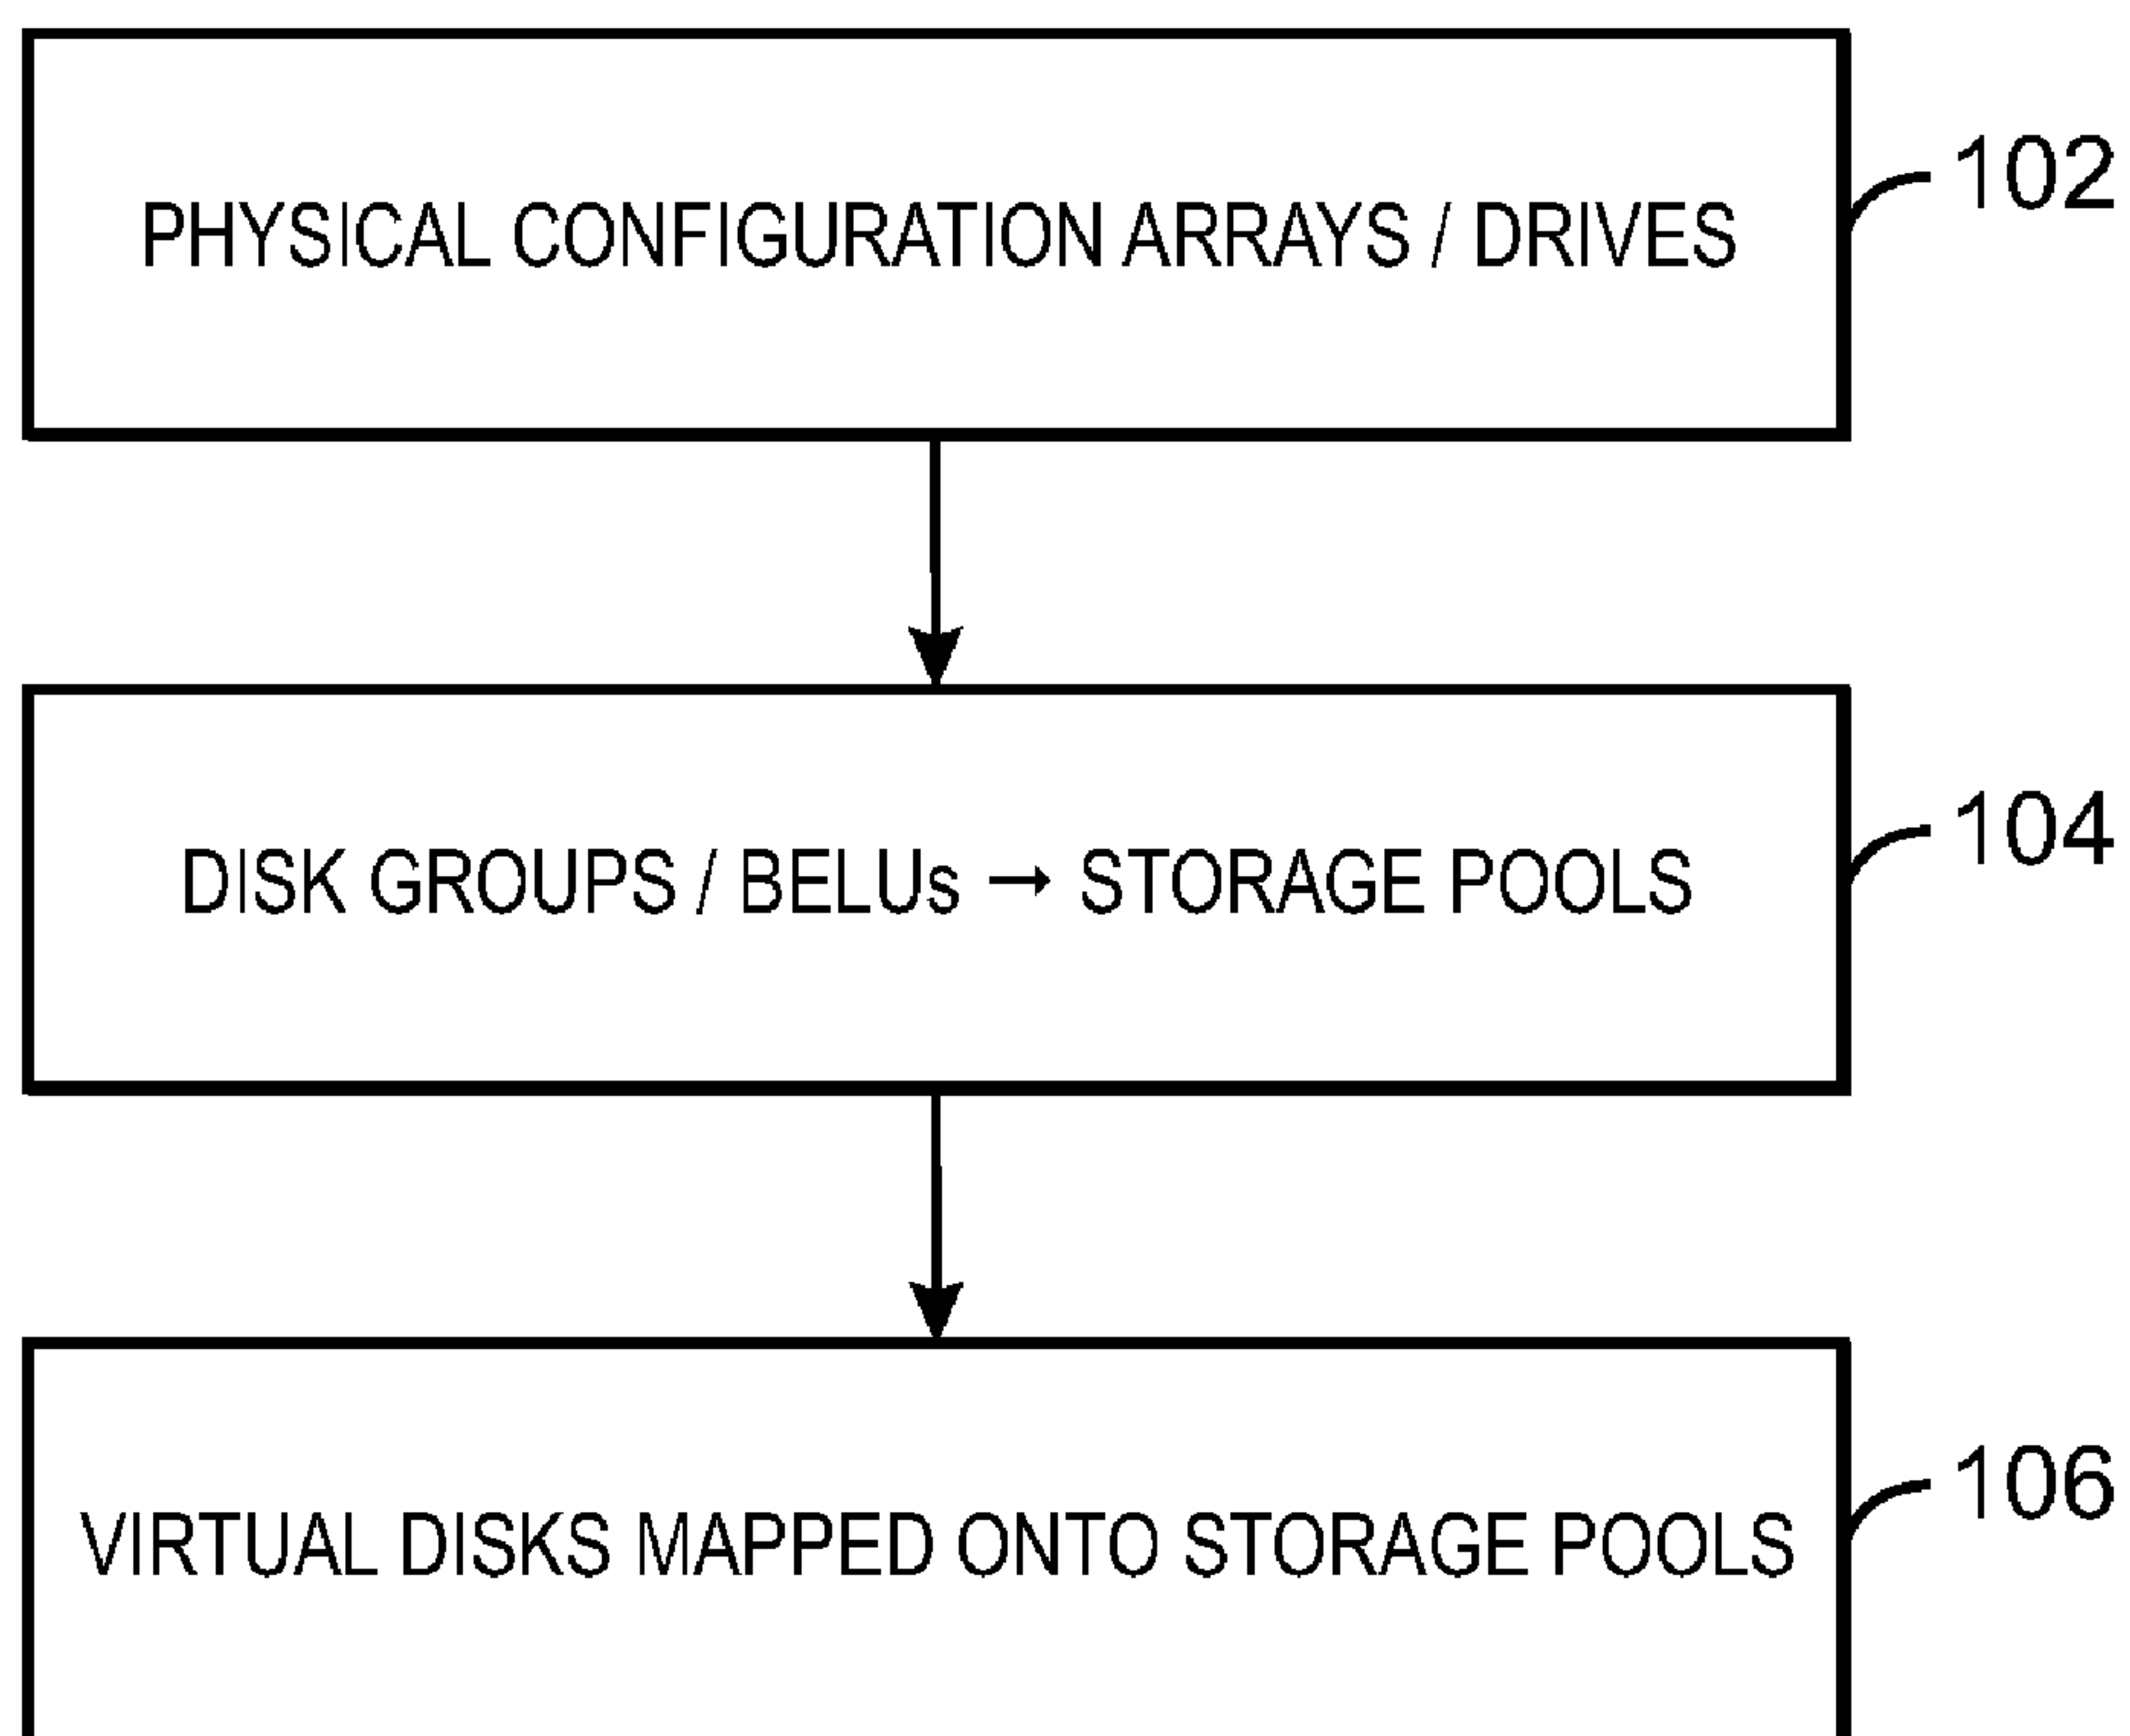 PHYSICAL CONFIGURATION ARRAYS / DRIVES
102
DISK GROUPS / BELUs → STORAGE POOLS
104
VIRTUAL DISKS MAPPED ONTO STORAGE POOLS
106